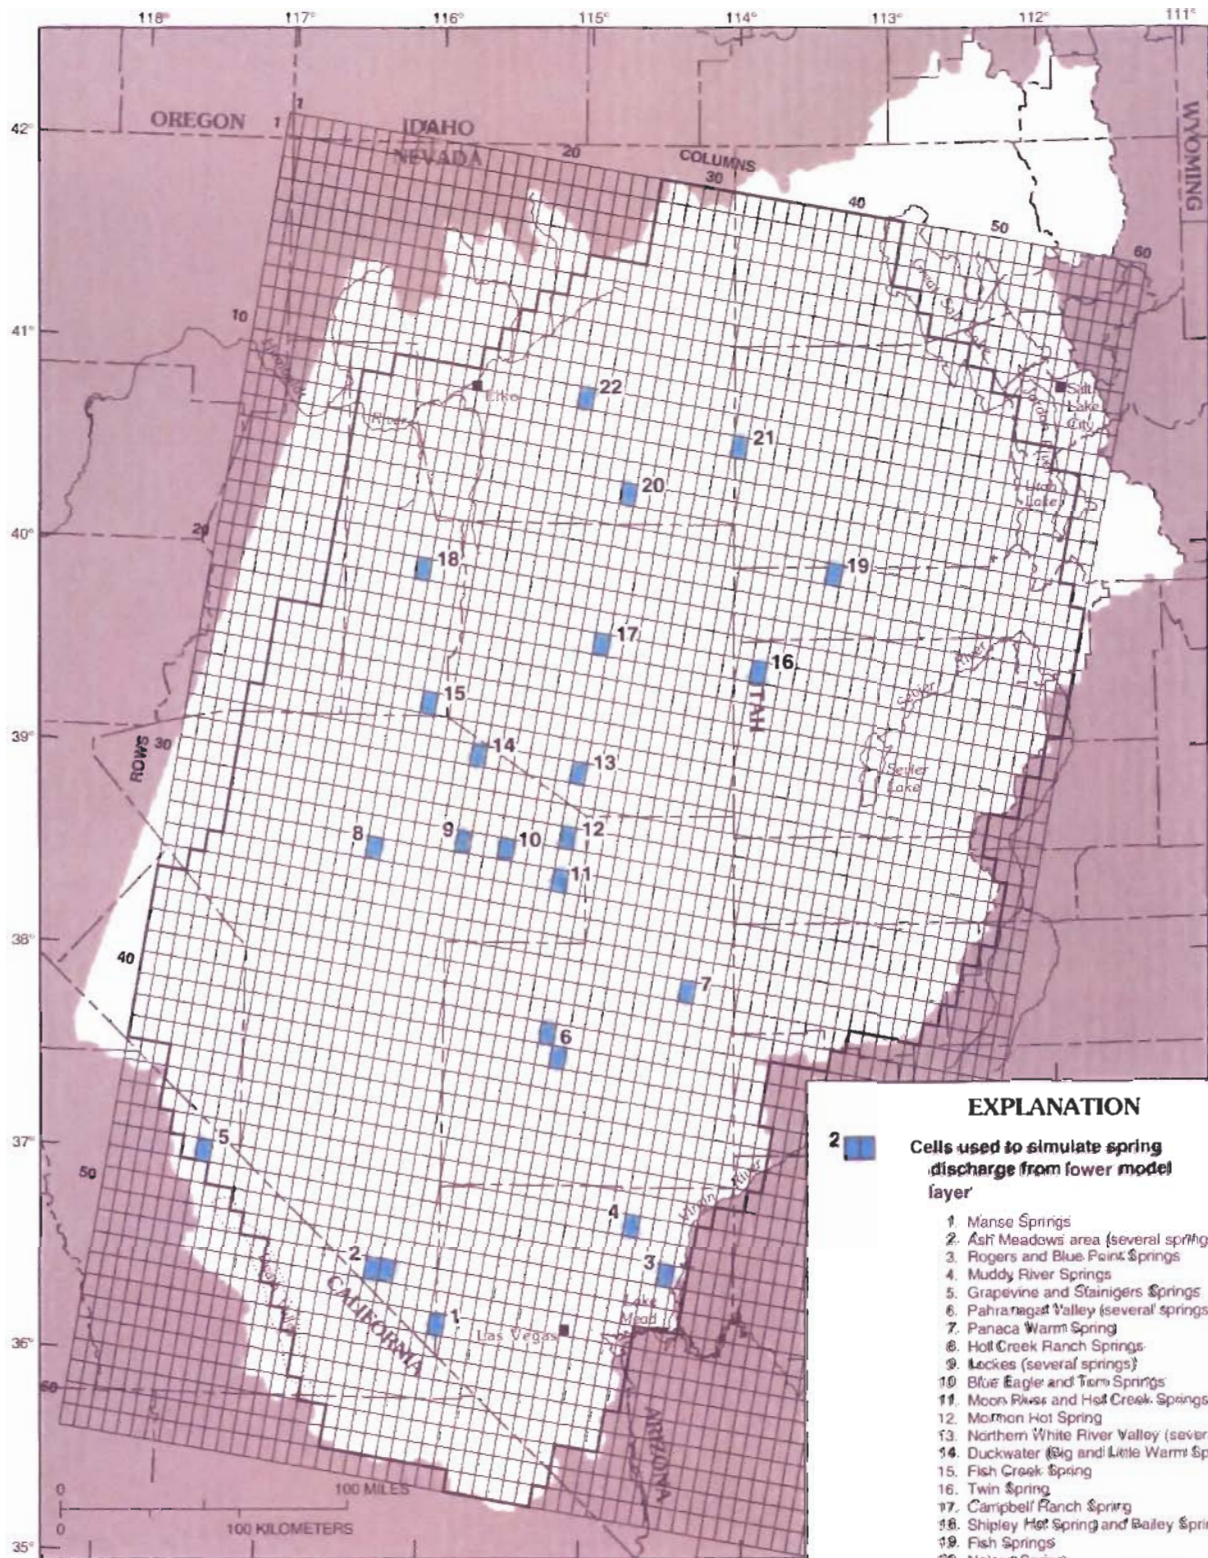 118° 117° 116° 115° 114° 113° 112° 111°
42°
OREGON
IDAHO
NEVADA
WYOMING
1
1
20
COLUMNS
30
40
50
60
10
41°
22
Elko
River
Salt
Lake
City
21
20
Utah
Lake
40°
20
18
19
17
16
UTAH
Sevier
River
15
39°
ROWS
30
14
13
Sevier
Lake
8
9
10
12
11
38°
40
7
6
37°
5
50
Virgin River
4
3
2
CALIFORNIA
1
Las Vegas
Lake
Mead
36°
60
ARIZONA
0 100 MILES
0 100 KILOMETERS
35°
EXPLANATION
2
Cells used to simulate spring
discharge from lower model
layer
1. Manse Springs
2. Ash Meadows area (several spring
3. Rogers and Blue Point Springs
4. Muddy River Springs
5. Grapevine and Stainigers Springs
6. Pahranagat Valley (several springs
7. Panaca Warm Spring
8. Hot Creek Ranch Springs
9. Lockes (several springs)
10. Blue Eagle and Tom Springs
11. Moon River and Hot Creek Springs
12. Mormon Hot Spring
13. Northern White River Valley (sever
14. Duckwater (Big and Little Warm Sp
15. Fish Creek Spring
16. Twin Spring
17. Campbell Ranch Spring
18. Shipley Hot Spring and Bailey Spri
19. Fish Springs